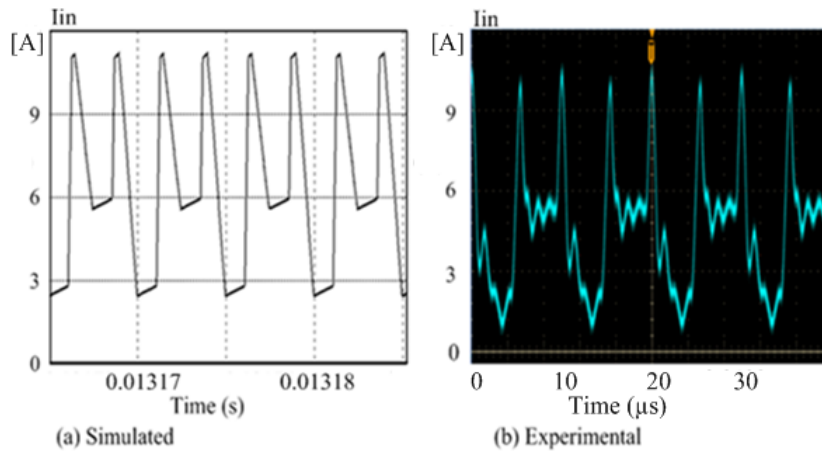 Iin
[A]
9
6
3
0
0.01317 0.01318
Time (s)
(a) Simulated
Iin
[A]
9
6
3
0
0 10 20 30
Time (µs)
(b) Experimental